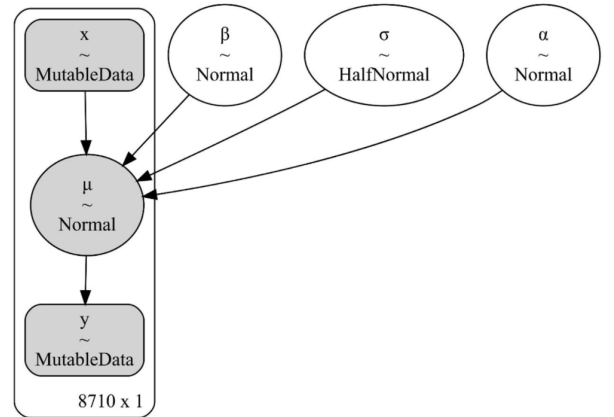 x
~
MutableData
β
~
Normal
σ
~
HalfNormal
α
~
Normal
μ
~
Normal
y
~
MutableData
8710 x 1